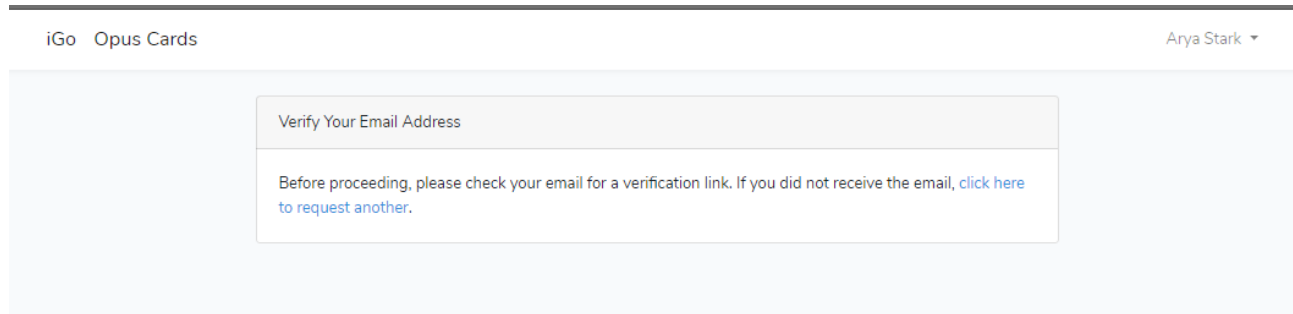 iGo Opus Cards Arya Stark
Verify Your Email Address
Before proceeding, please check your email for a verification link. If you did not receive the email, click here
to request another.